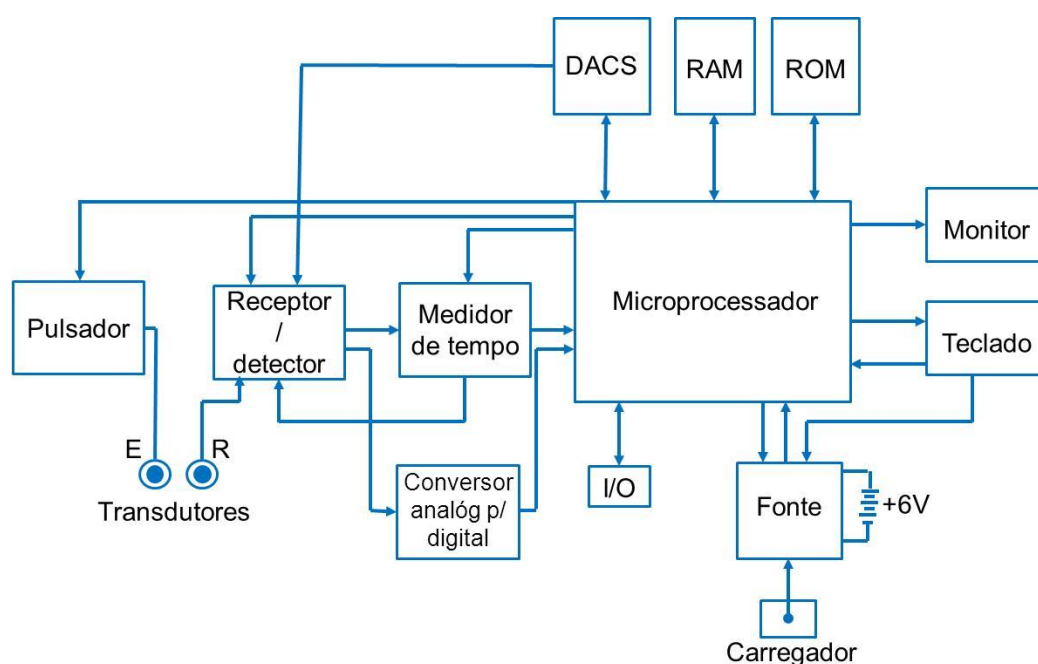 DACS
RAM
ROM
Monitor
Pulsador
Receptor
/
detector
Medidor
de tempo
Microprocessador
Teclado
E
R
Transdutores
Conversor
analóg p/
digital
I/O
Fonte
+6V
Carregador